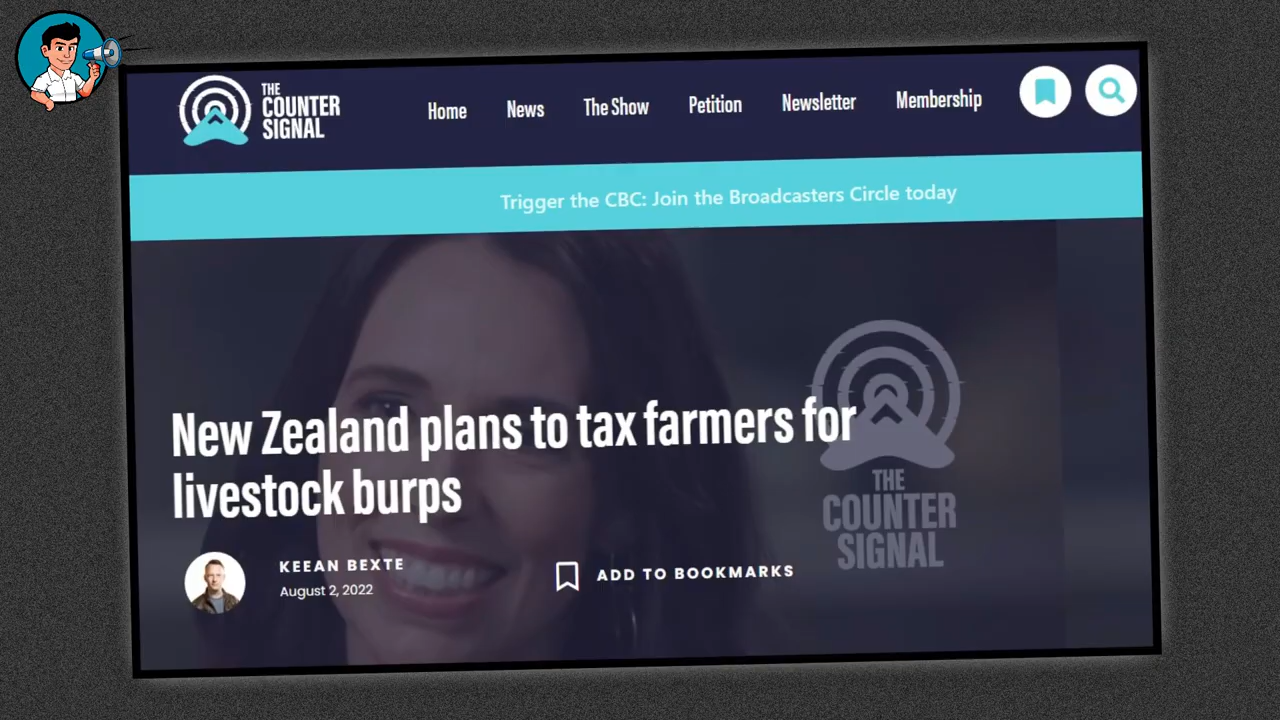 THE
COUNTER
SIGNAL
Home News The Show Petition Newsletter Membership
Trigger the CBC: Join the Broadcasters Circle today
New Zealand plans to tax farmers for
livestock burps
THE
COUNTER
SIGNAL
KEEAN BEXTE
August 2, 2022
ADD TO BOOKMARKS